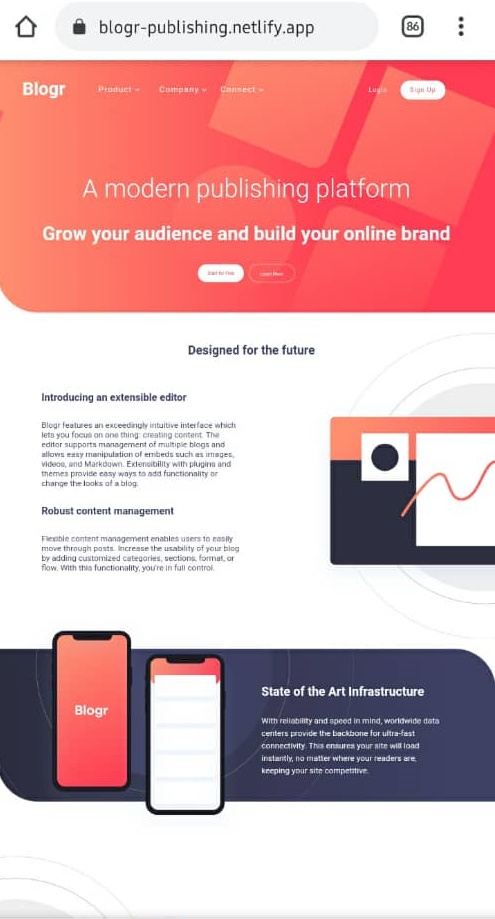 blogr-publishing.netlify.app
86
Blogr
Product
Company
Connect
Login
Sign Up
A modern publishing platform
Grow your audience and build your online brand
Start for Free
Learn More
Designed for the future
Introducing an extensible editor
Blogr features an exceedingly intuitive interface which
lets you focus on one thing: creating content. The
editor supports management of multiple blogs and
allows easy manipulation of embeds such as images,
videos, and Markdown. Extensibility with plugins and
themes provide easy ways to add functionality or
change the looks of a blog.
Robust content management
Flexible content management enables users to easily
move through posts. Increase the usability of your blog
by adding customized categories, sections, format, or
flow. With this functionality, you're in full control.
Blogr
State of the Art Infrastructure
With reliability and speed in mind, worldwide data
centers provide the backbone for ultra-fast
connectivity. This ensures your site will load
instantly, no matter where your readers are,
keeping your site competitive.